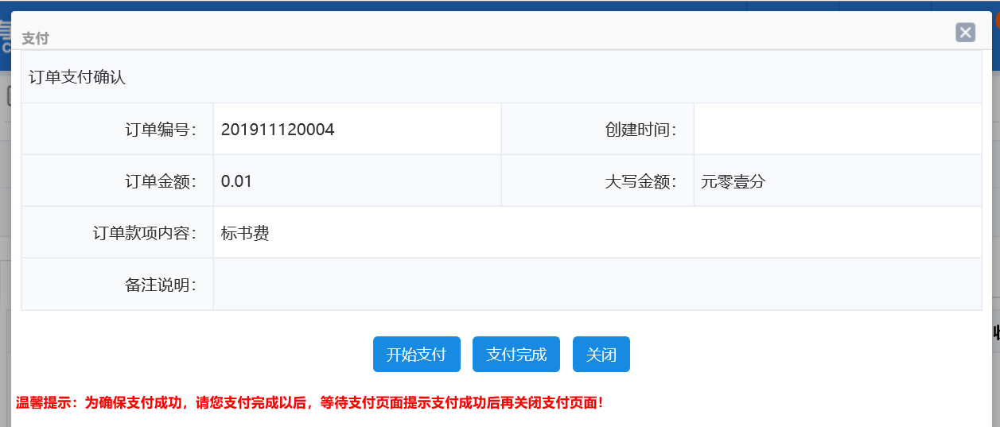 支付
订单支付确认
订单编号： 201911120004 创建时间：
订单金额： 0.01 大写金额： 元零壹分
订单款项内容： 标书费
备注说明：
开始支付 支付完成 关闭
温馨提示：为确保支付成功，请您支付完成以后，等待支付页面提示支付成功后再关闭支付页面！